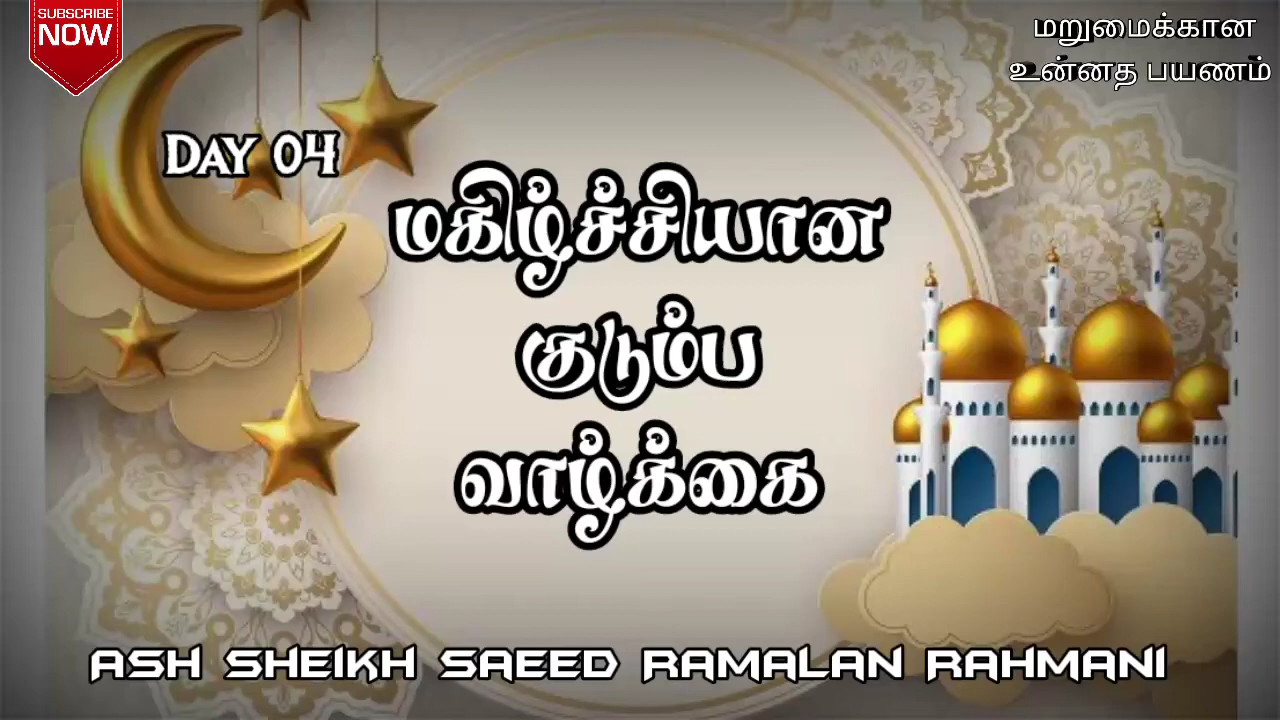 SUBSCRIBE
NOW
மறுமைக்கான
உன்னத பயணம்
DAY 04
மகிழ்ச்சியான
குடும்ப
வாழ்க்கை
ASH SHEIKH SAEED RAMALAN RAHMANI